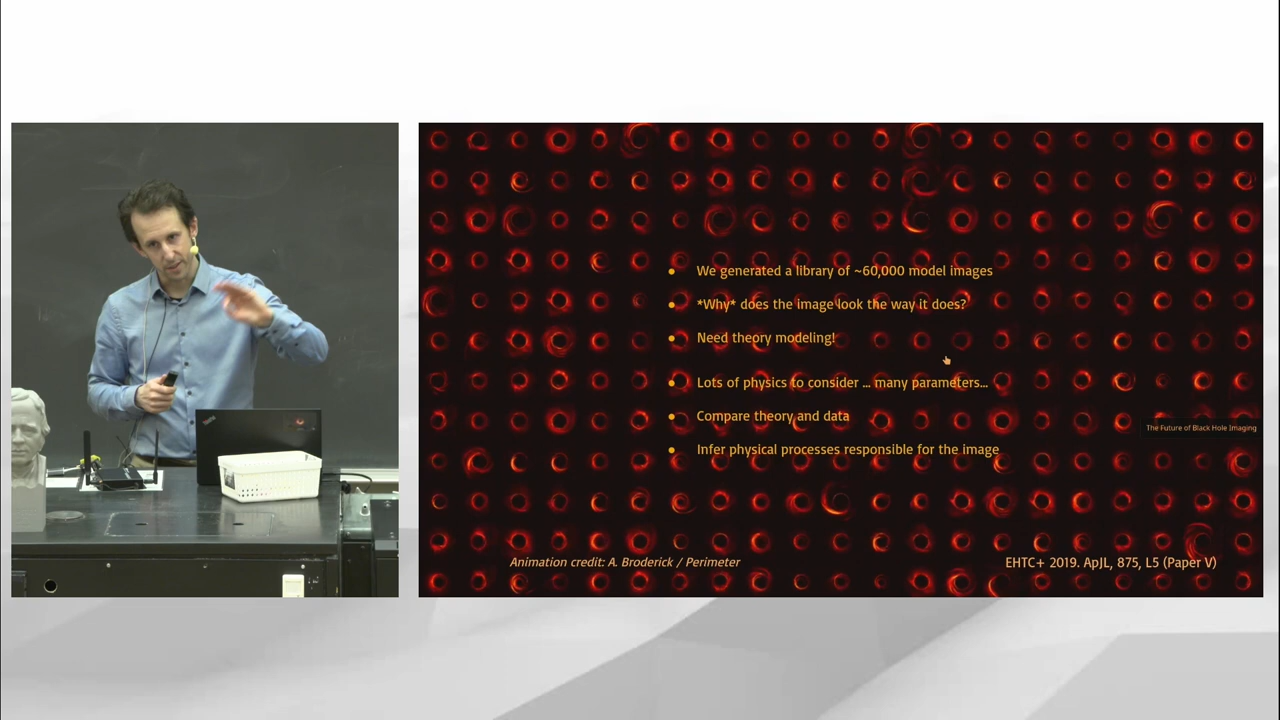 We generated a library of ~60,000 model images
*Why* does the image look the way it does?
Need theory modeling!
Lots of physics to consider ... many parameters...
Compare theory and data
Infer physical processes responsible for the image
The Future of Black Hole Imaging
Animation credit: A. Broderick / Perimeter
EHTC+ 2019. ApJL, 875, L5 (Paper V)